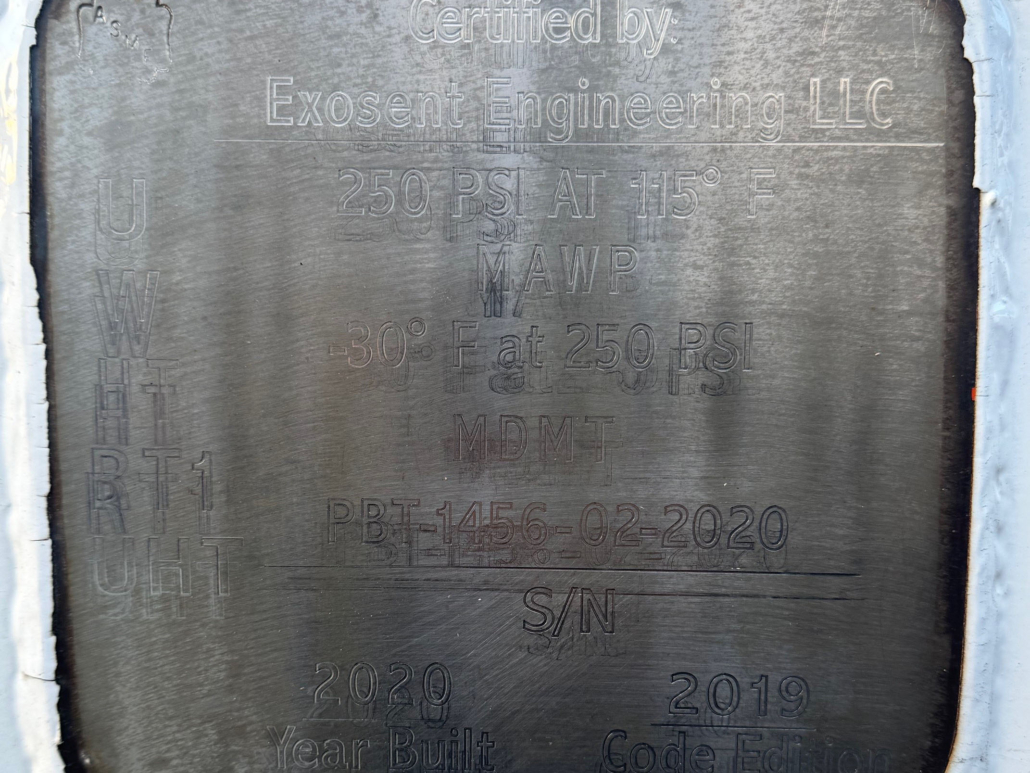 ASME
Certified by:
Exosent Engineering LLC
U
250 PSI AT 115° F
W
MAWP
HT
-30° F at 250 PSI
RT1
MDMT
UHT
PBT-1456-02-2020
S/N
2020 2019
Year Built Code Edition